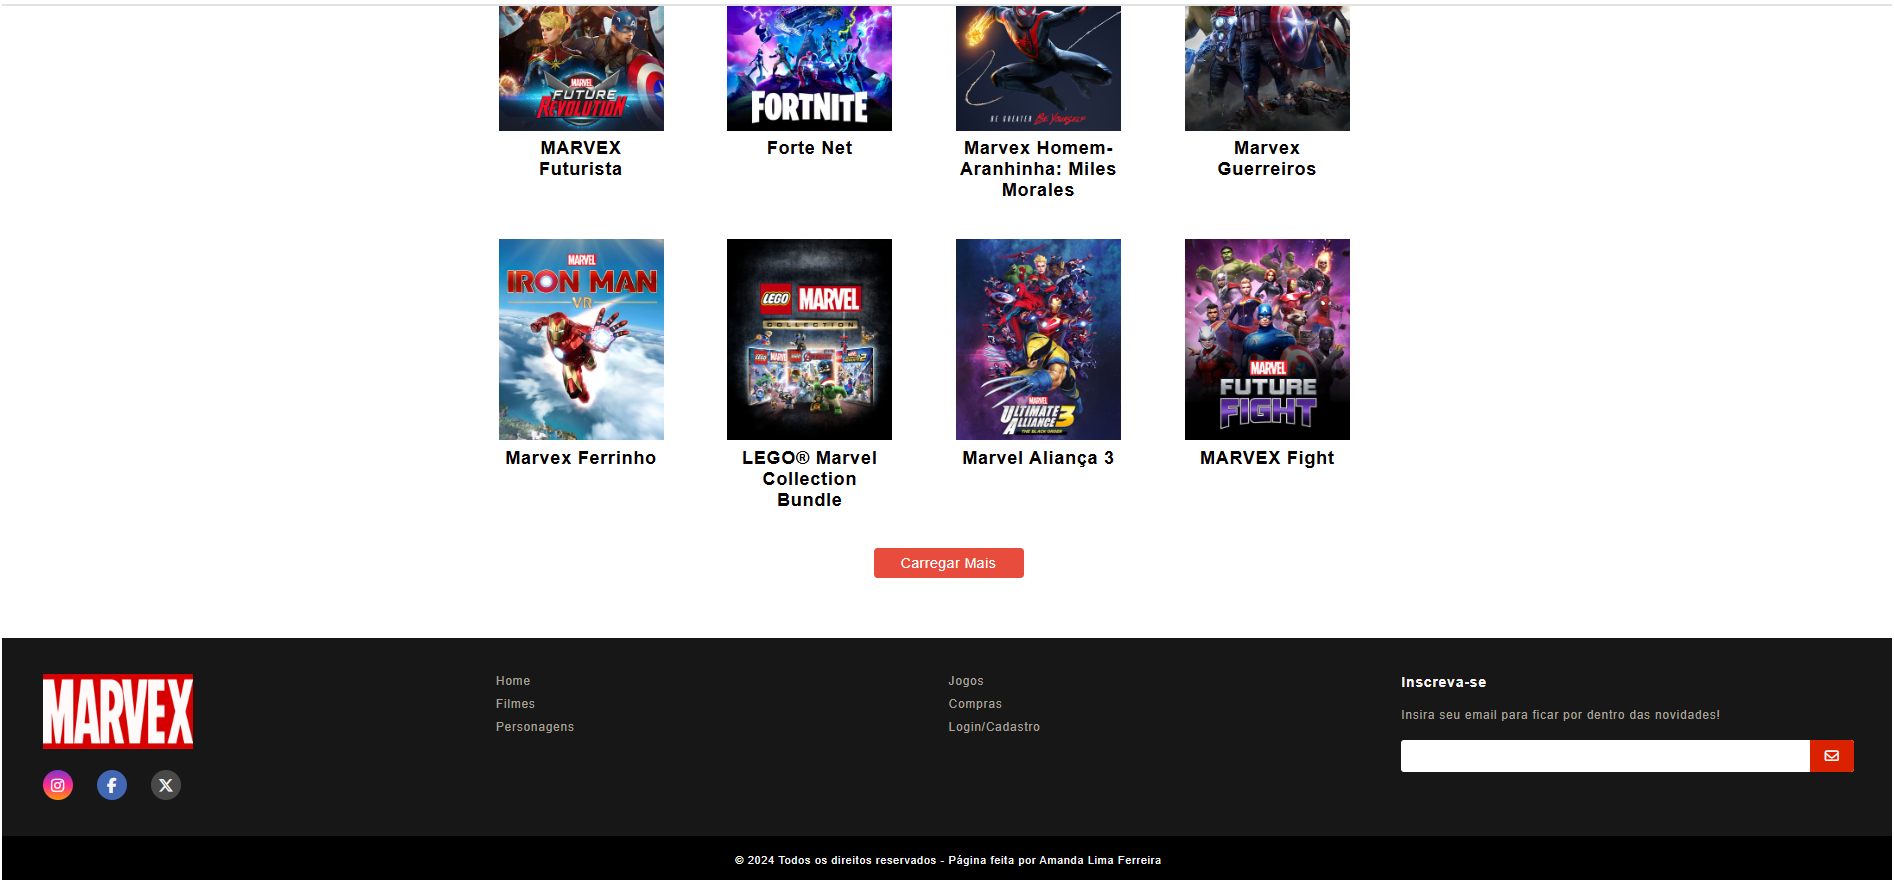 MARVEL
FUTURE
REVOLUTION
FORTNITE
BE GREATER Be Yourself
MARVEX
Futurista
Forte Net
Marvex Homem-
Aranhinha: Miles
Morales
Marvex
Guerreiros
MARVEL
IRON MAN
VR
LEGO MARVEL
COLLECTION
MARVEL
ULTIMATE
ALLIANCE 3
THE BLACK ORDER
MARVEL
FUTURE
FIGHT
Marvex Ferrinho
LEGO® Marvel
Collection
Bundle
Marvel Aliança 3
MARVEX Fight
Carregar Mais
MARVEX
Home
Filmes
Personagens
Jogos
Compras
Login/Cadastro
Inscreva-se
Insira seu email para ficar por dentro das novidades!
© 2024 Todos os direitos reservados - Página feita por Amanda Lima Ferreira